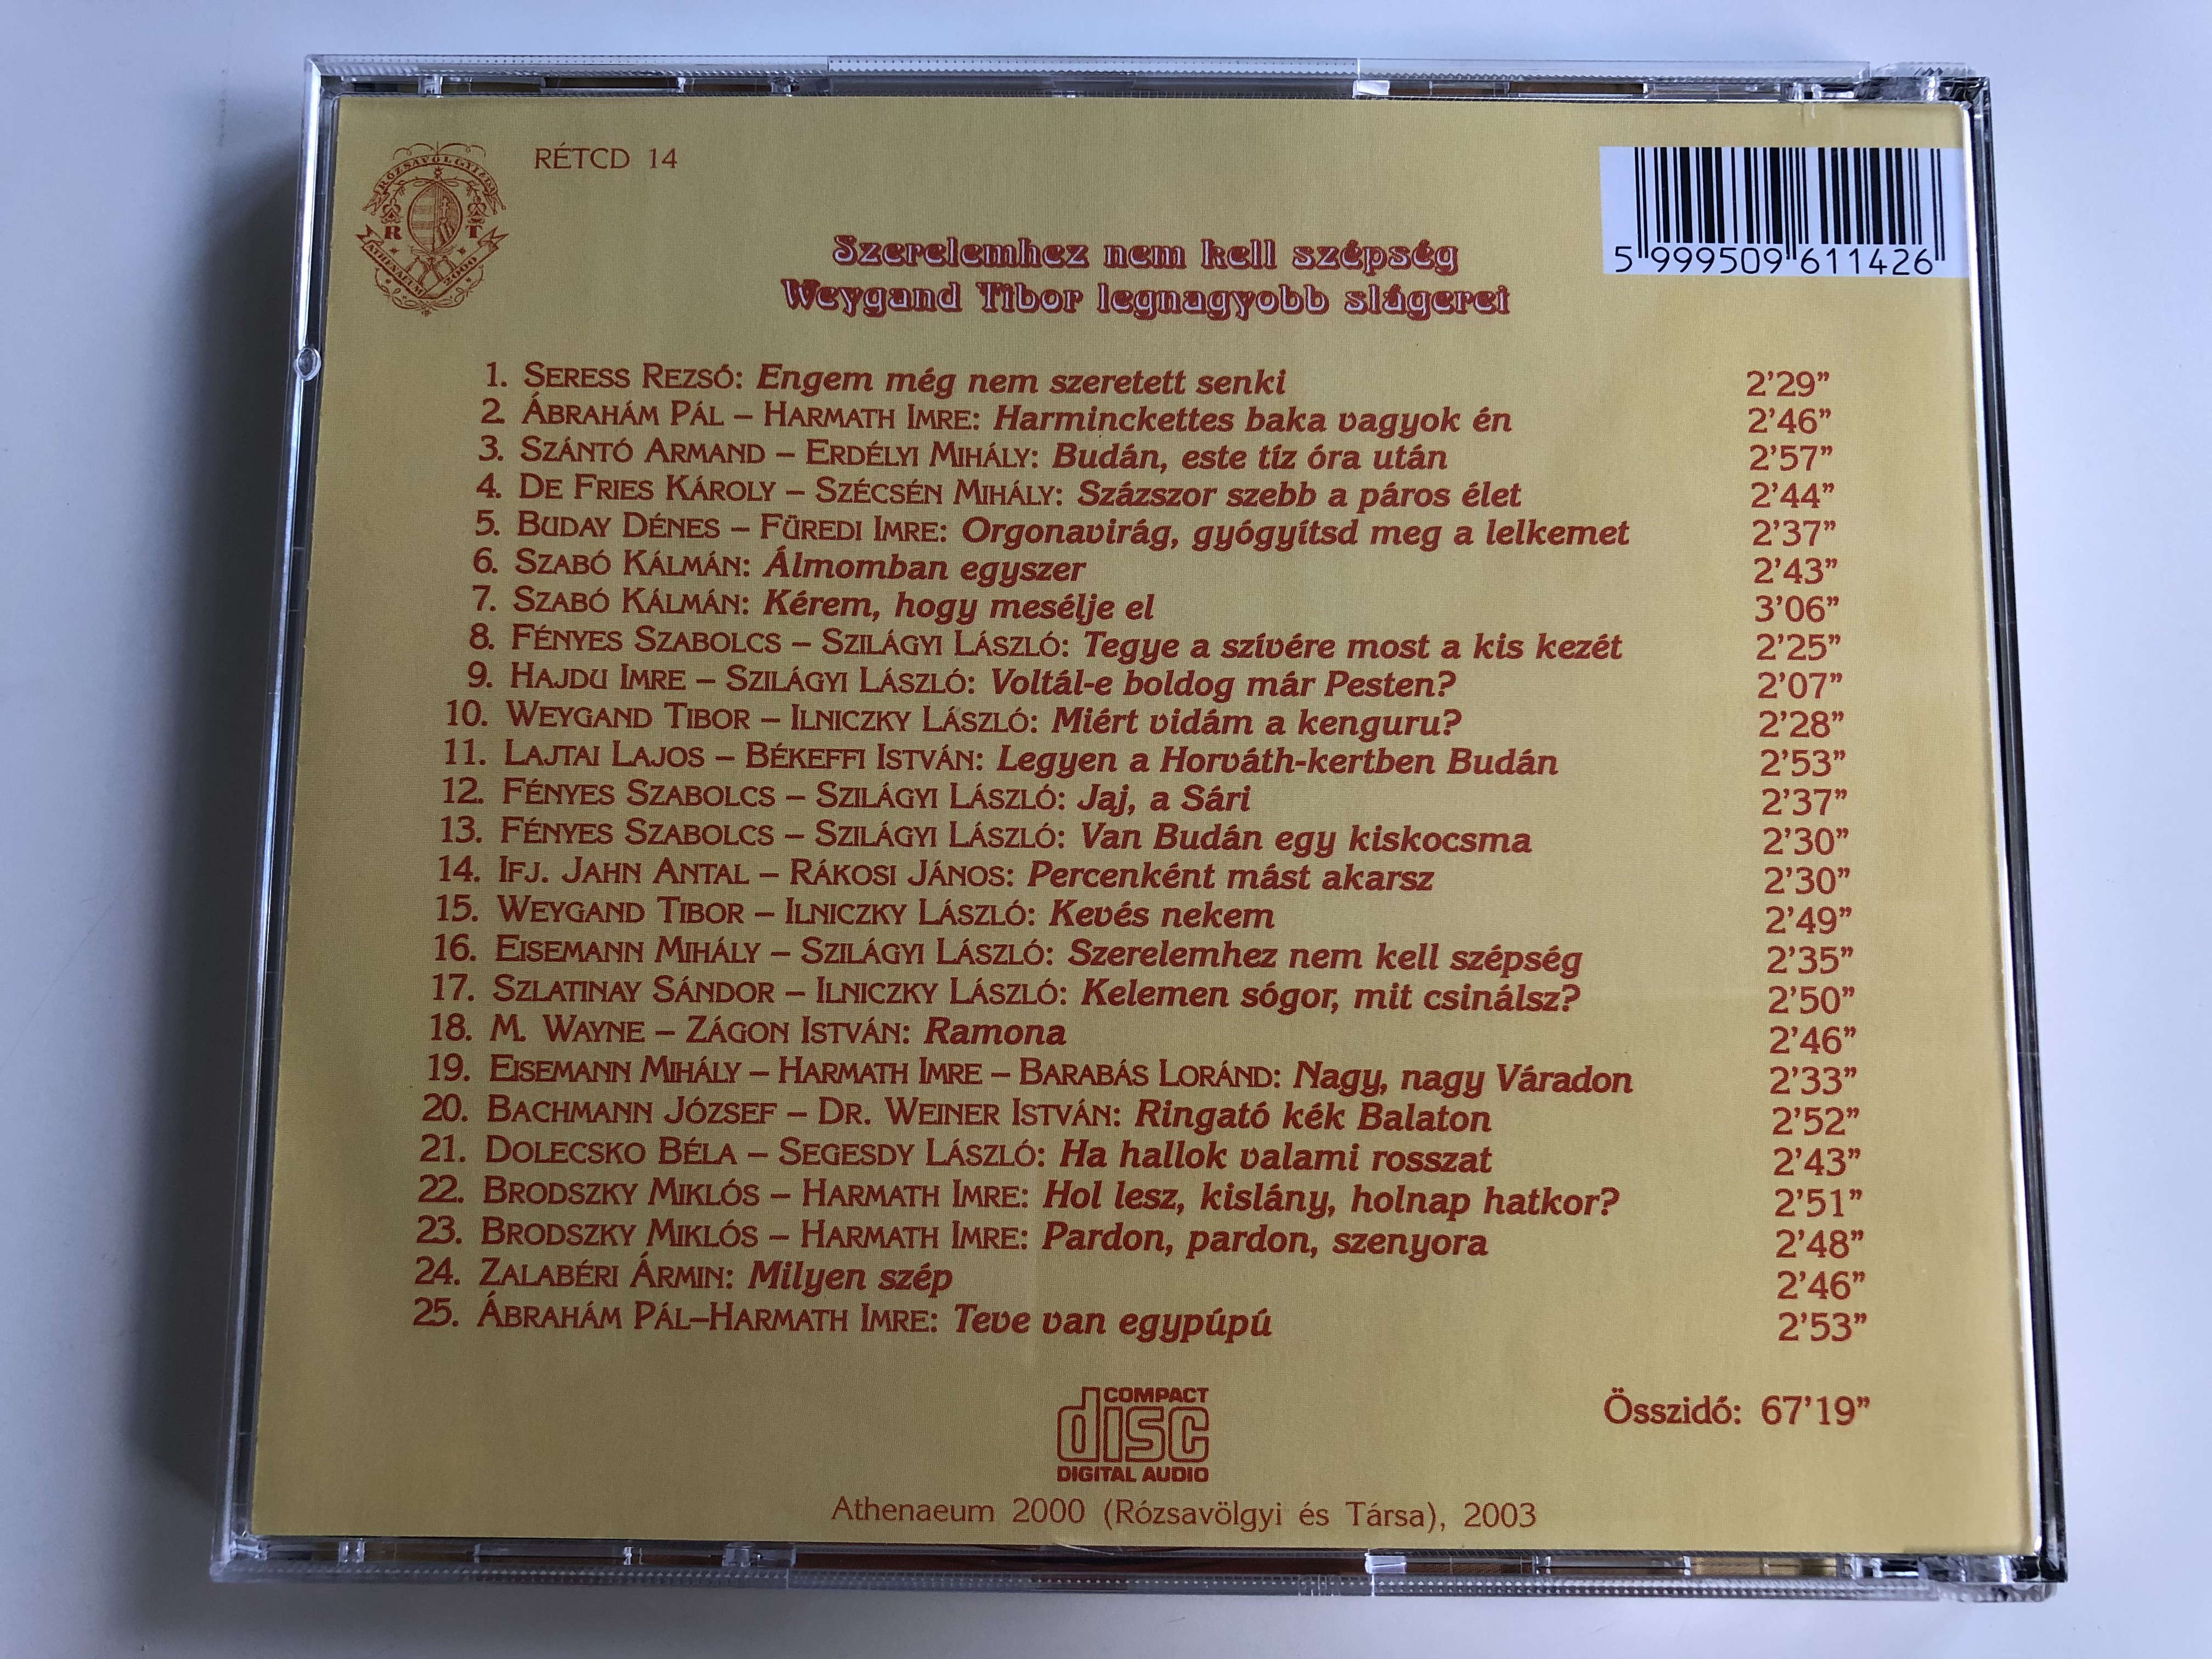 RÓZSAVÖLGYI ÉS TÁRSA
R T
ATHENAEUM 2000
RÉTCD 14
5 999509 611426
Szerelemhez nem kell szépség
Weygand Tibor legnagyobb slágerei
1. SERESS REZSŐ: Engem még nem szeretett senki 2’29”
2. ÁBRAHÁM PÁL – HARMATH IMRE: Harminckettes baka vagyok én 2’46”
3. SZÁNTÓ ARMAND – ERDÉLYI MIHÁLY: Budán, este tíz óra után 2’57”
4. DE FRIES KÁROLY – SZÉCSÉN MIHÁLY: Százszor szebb a páros élet 2’44”
5. BUDAY DÉNES – FÜREDI IMRE: Orgonavirág, gyógyítsd meg a lelkemet 2’37”
6. SZABÓ KÁLMÁN: Álmomban egyszer 2’43”
7. SZABÓ KÁLMÁN: Kérem, hogy mesélje el 3’06”
8. FÉNYES SZABOLCS – SZILÁGYI LÁSZLÓ: Tegye a szívére most a kis kezét 2’25”
9. HAJDU IMRE – SZILÁGYI LÁSZLÓ: Voltál-e boldog már Pesten? 2’07”
10. WEYGAND TIBOR – ILNICZKY LÁSZLÓ: Miért vidám a kenguru? 2’28”
11. LAJTAI LAJOS – BÉKEFFI ISTVÁN: Legyen a Horváth-kertben Budán 2’53”
12. FÉNYES SZABOLCS – SZILÁGYI LÁSZLÓ: Jaj, a Sári 2’37”
13. FÉNYES SZABOLCS – SZILÁGYI LÁSZLÓ: Van Budán egy kiskocsma 2’30”
14. IFJ. JAHN ANTAL – RÁKOSI JÁNOS: Percenként mást akarsz 2’30”
15. WEYGAND TIBOR – ILNICZKY LÁSZLÓ: Kevés nekem 2’49”
16. EISEMANN MIHÁLY – SZILÁGYI LÁSZLÓ: Szerelemhez nem kell szépség 2’35”
17. SZLATINAY SÁNDOR – ILNICZKY LÁSZLÓ: Kelemen sógor, mit csinálsz? 2’50”
18. M. WAYNE – ZÁGON ISTVÁN: Ramona 2’46”
19. EISEMANN MIHÁLY – HARMATH IMRE – BARABÁS LORÁND: Nagy, nagy Váradon 2’33”
20. BACHMANN JÓZSEF – DR. WEINER ISTVÁN: Ringató kék Balaton 2’52”
21. DOLECSKO BÉLA – SEGESDY LÁSZLÓ: Ha hallok valami rosszat 2’43”
22. BRODSZKY MIKLÓS – HARMATH IMRE: Hol lesz, kislány, holnap hatkor? 2’51”
23. BRODSZKY MIKLÓS – HARMATH IMRE: Pardon, pardon, szenyora 2’48”
24. ZALABÉRI ÁRMIN: Milyen szép 2’46”
25. ÁBRAHÁM PÁL–HARMATH IMRE: Teve van egypúpú 2’53”
Összidő: 67’19”
COMPACT
disc
DIGITAL AUDIO
Athenaeum 2000 (Rózsavölgyi és Társa), 2003